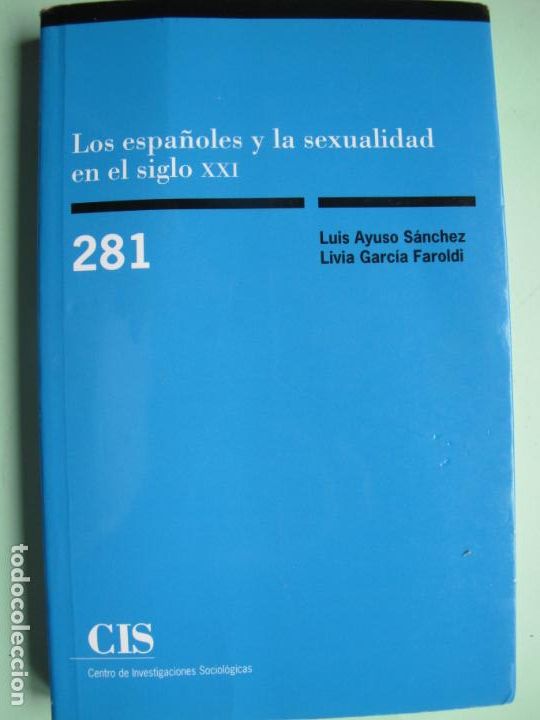 Los españoles y la sexualidad
en el siglo XXI
281
Luis Ayuso Sánchez
Livia García Faroldi
CIS
Centro de Investigaciones Sociológicas
todocoleccion